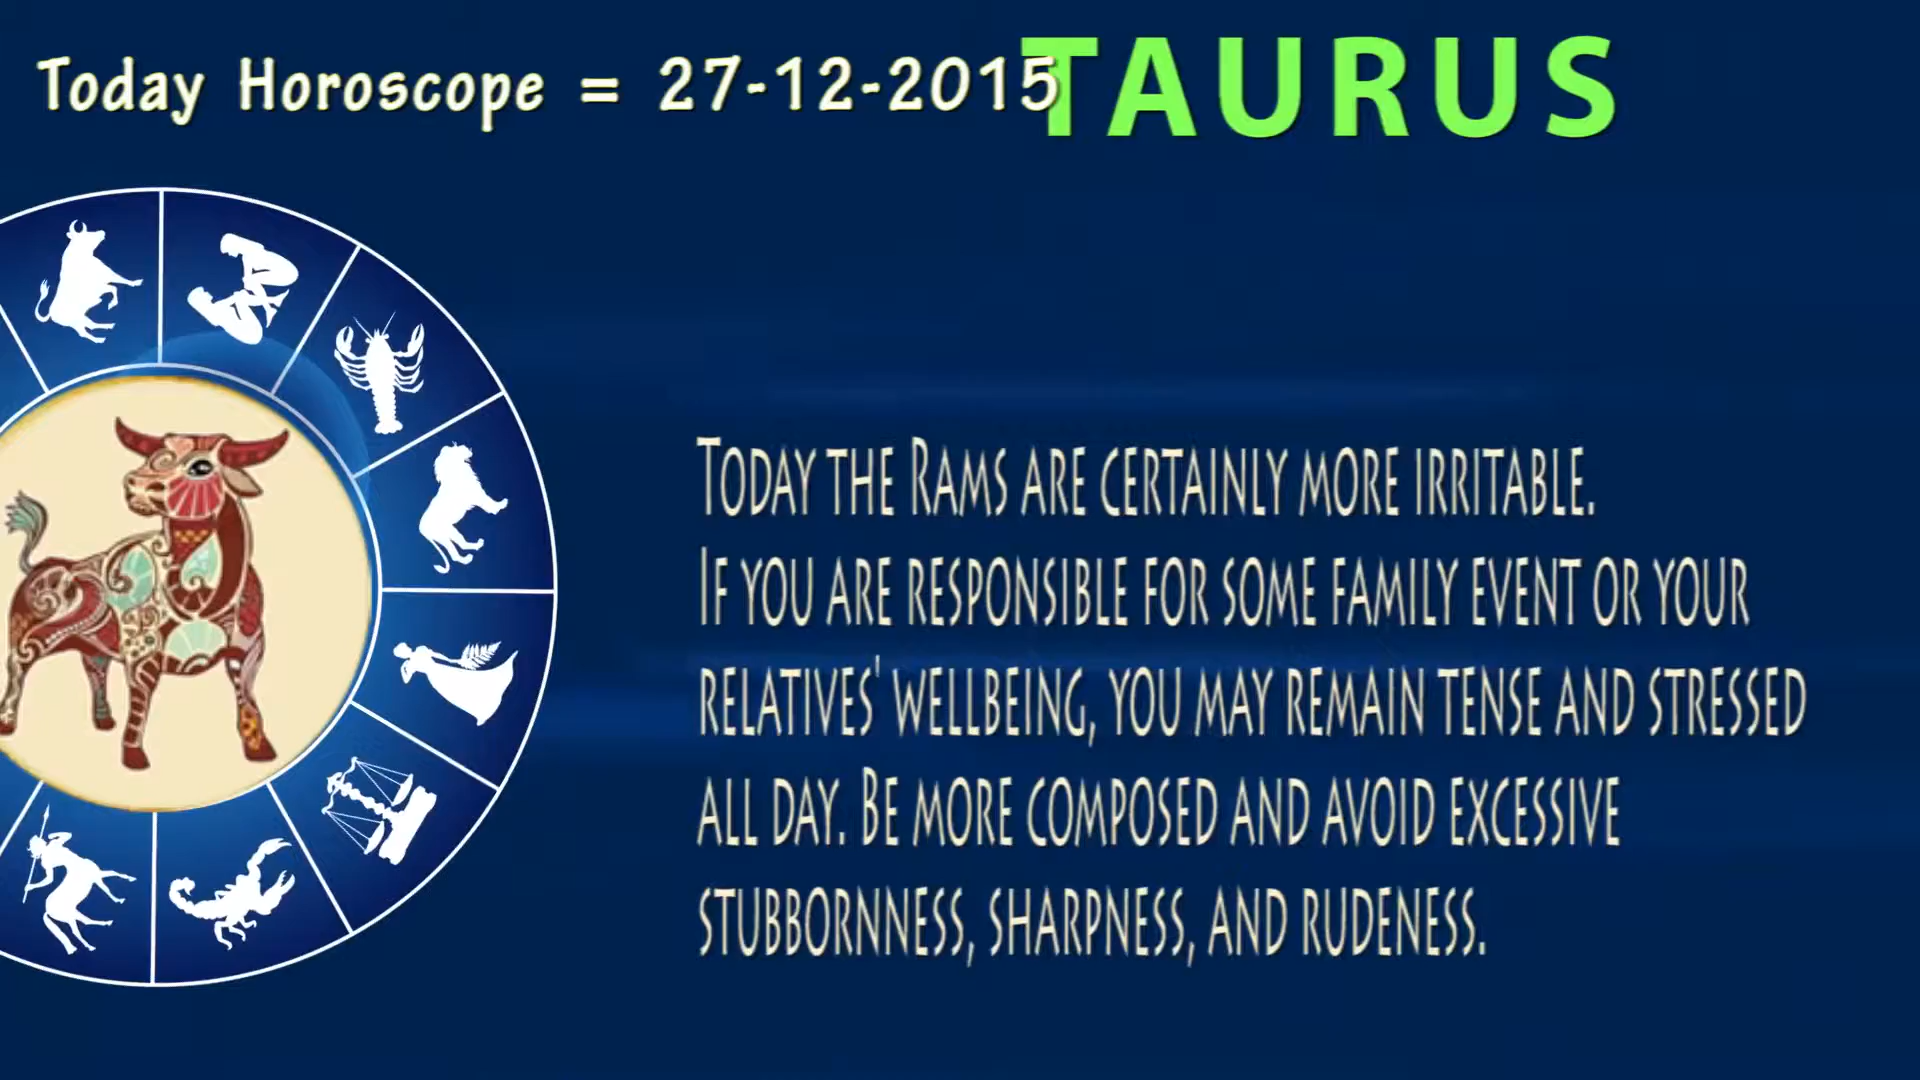 Today Horoscope = 27-12-2015
TAURUS
Today the Rams are certainly more irritable.
If you are responsible for some family event or your
relatives' wellbeing, you may remain tense and stressed
all day. Be more composed and avoid excessive
stubbornness, sharpness, and rudeness.